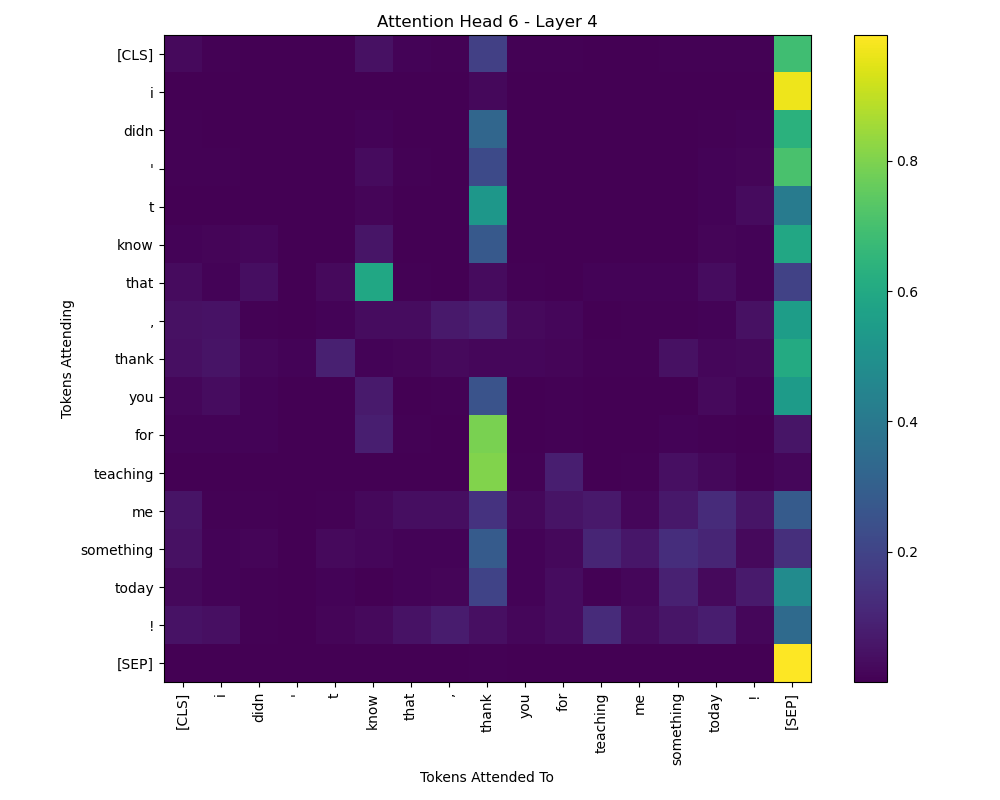 Attention Head 6 - Layer 4
Tokens Attending
[CLS]
i
didn
'
t
know
that
,
thank
you
for
teaching
me
something
today
!
[SEP]
0.8
0.6
0.4
0.2
[CLS]
i
didn
'
t
know
that
,
thank
you
for
teaching
me
something
today
!
[SEP]
Tokens Attended To